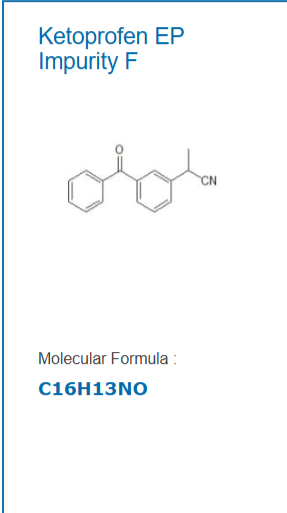 Ketoprofen EP
Impurity F
O
CN
Molecular Formula :
C16H13NO